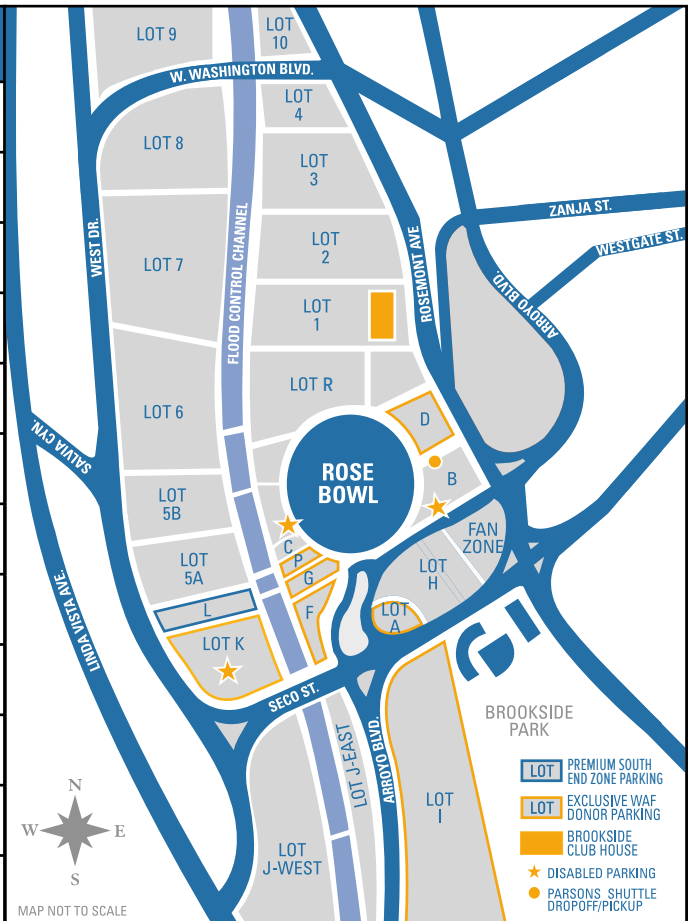 LOT 9
LOT
10
W. WASHINGTON BLVD.
LOT
4
LOT 8
LOT
3
ZANJA ST.
WESTGATE ST.
WEST DR.
FLOOD CONTROL CHANNEL
LOT
2
ROSEMONT AVE
ARROYO BLVD.
LOT 7
LOT
1
LOT R
LOT 6
D
SALVIA CYN.
ROSE
BOWL
B
LOT
5B
FAN
ZONE
C
P
G
LOT
5A
LOT
H
L
F
LOT
A
LINDA VISTA AVE.
LOT K
SECO ST.
BROOKSIDE
PARK
LOT J-EAST
ARROYO BLVD.
LOT
I
LOT
J-WEST
LOT
PREMIUM SOUTH
END ZONE PARKING
LOT
EXCLUSIVE WAF
DONOR PARKING
BROOKSIDE
CLUB HOUSE
DISABLED PARKING
PARSONS SHUTTLE
DROPOFF/PICKUP
N
W
E
S
MAP NOT TO SCALE